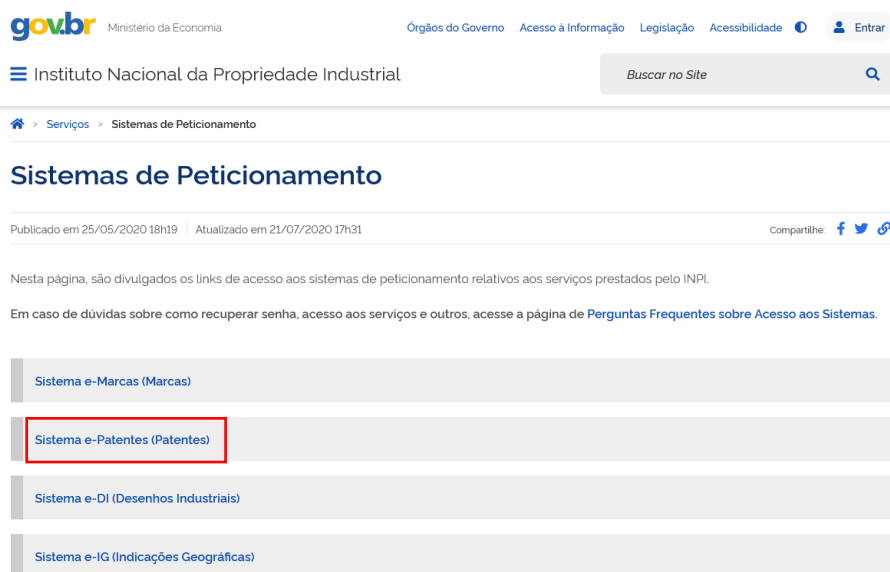 gov.br Ministério da Economia Órgãos do Governo Acesso à Informação Legislação Acessibilidade Entrar
Instituto Nacional da Propriedade Industrial Buscar no Site
> Serviços > Sistemas de Peticionamento
Sistemas de Peticionamento
Publicado em 25/05/2020 18h19 Atualizado em 21/07/2020 17h31 Compartilhe:
Nesta página, são divulgados os links de acesso aos sistemas de peticionamento relativos aos serviços prestados pelo INPI.
Em caso de dúvidas sobre como recuperar senha, acesso aos serviços e outros, acesse a página de Perguntas Frequentes sobre Acesso aos Sistemas.
Sistema e-Marcas (Marcas)
Sistema e-Patentes (Patentes)
Sistema e-DI (Desenhos Industriais)
Sistema e-IG (Indicações Geográficas)